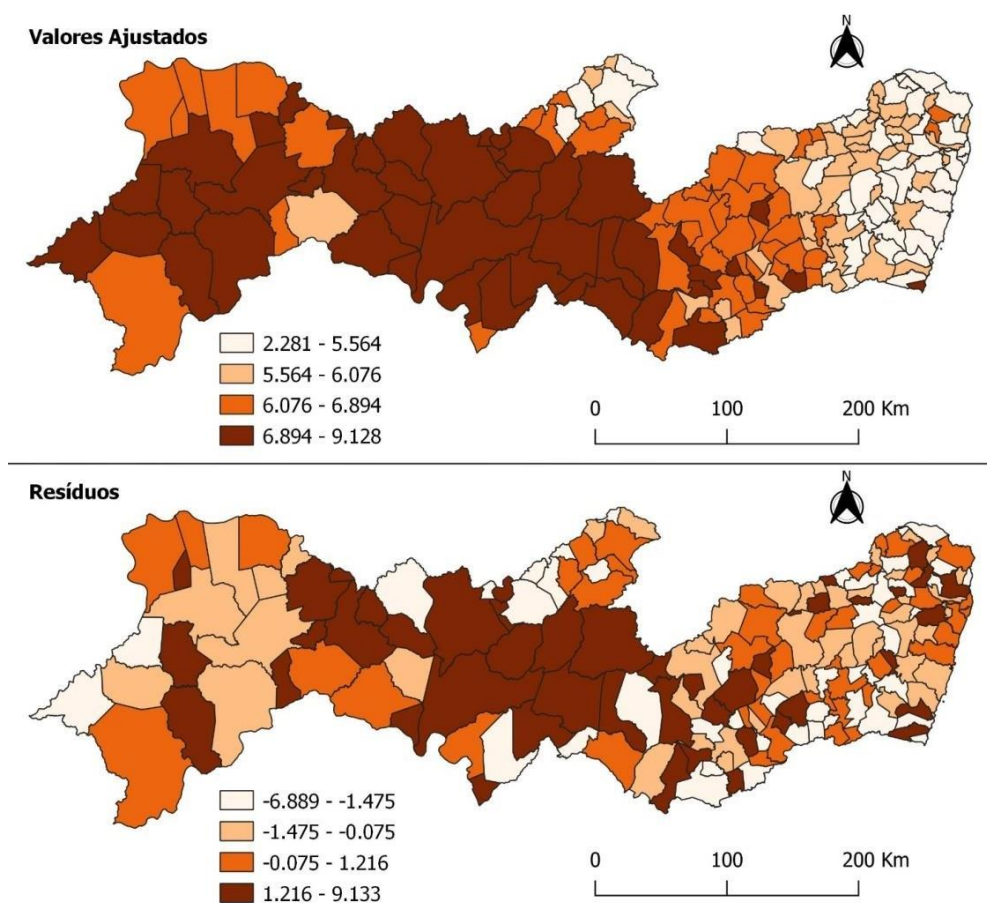 Valores Ajustados
N
2.281 - 5.564
5.564 - 6.076
6.076 - 6.894
6.894 - 9.128
0 100 200 Km
Resíduos
N
-6.889 - -1.475
-1.475 - -0.075
-0.075 - 1.216
1.216 - 9.133
0 100 200 Km